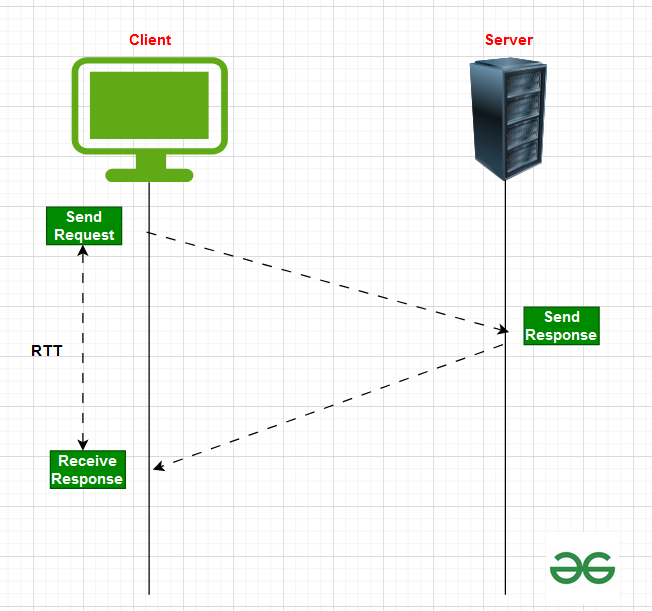 Client
Server
Send
Request
Send
Response
RTT
Receive
Response